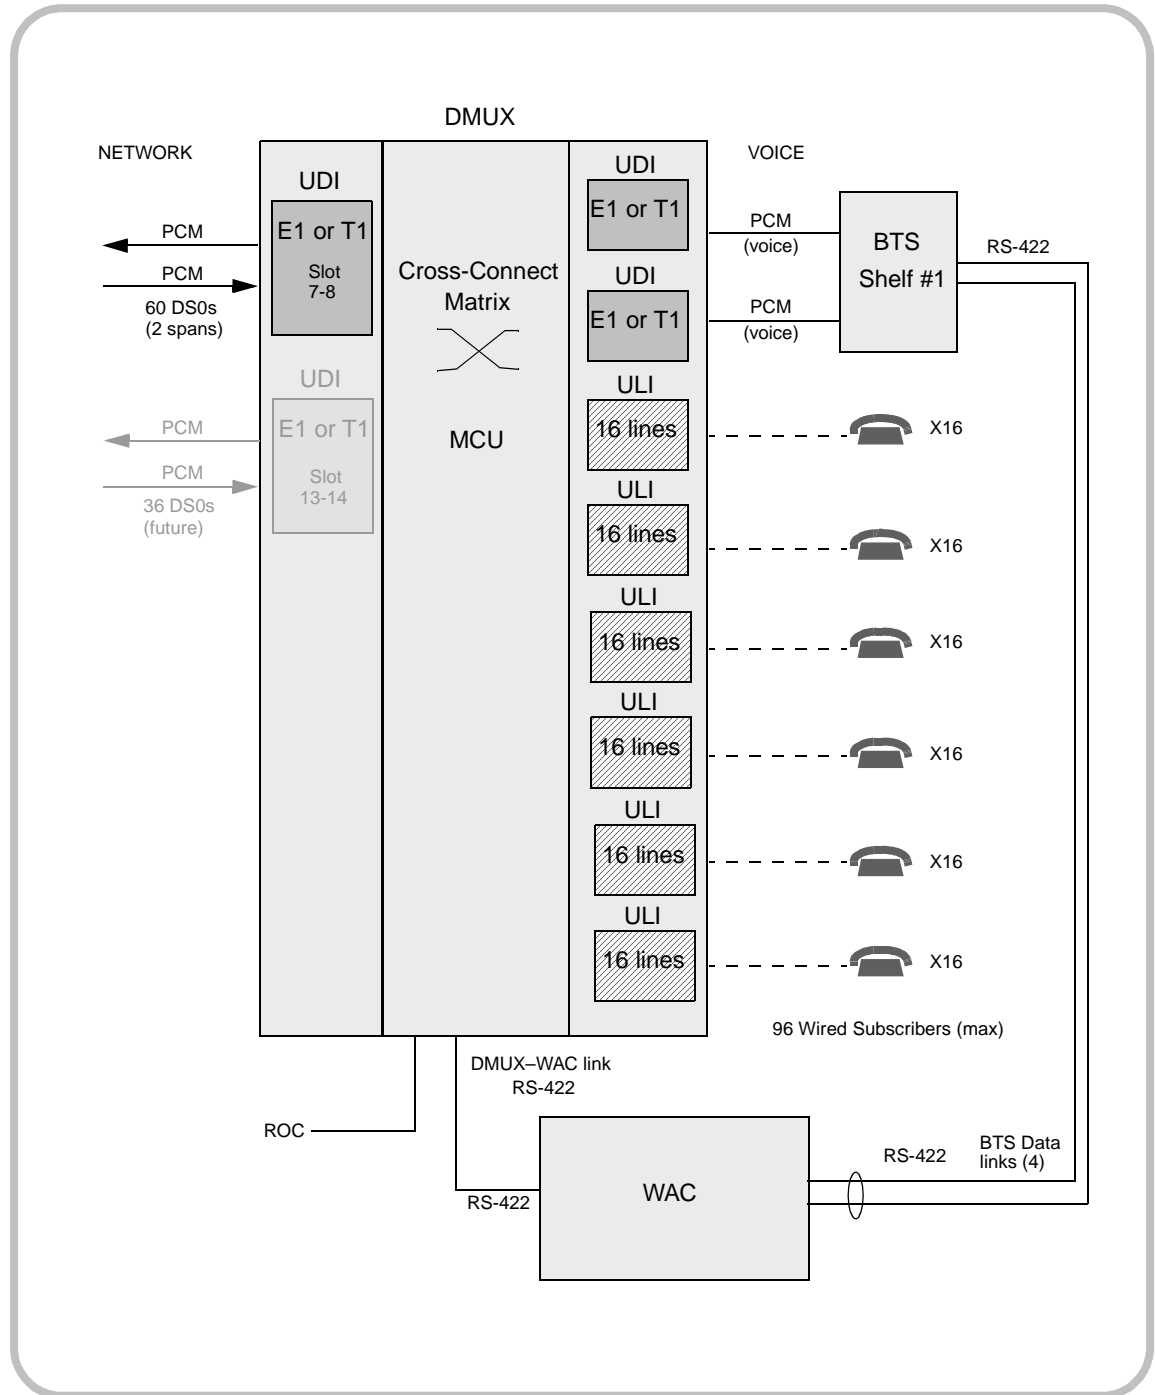 DMUX
NETWORK
VOICE
UDI
E1 or T1
Slot
7-8
PCM
PCM
60 DS0s
(2 spans)
UDI
E1 or T1
Slot
13-14
PCM
PCM
36 DS0s
(future)
Cross-Connect
Matrix
MCU
UDI
E1 or T1
PCM
(voice)
UDI
E1 or T1
PCM
(voice)
BTS
Shelf #1
RS-422
ULI
16 lines
X16
ULI
16 lines
X16
ULI
16 lines
X16
ULI
16 lines
X16
ULI
16 lines
X16
ULI
16 lines
X16
96 Wired Subscribers (max)
DMUX–WAC link
RS-422
ROC
RS-422
WAC
RS-422
BTS Data
links (4)